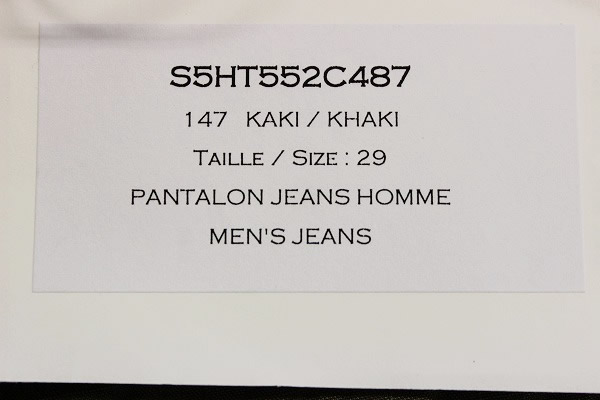 S5HT552C487
147 KAKI / KHAKI
Taille / Size : 29
PANTALON JEANS HOMME
MEN'S JEANS